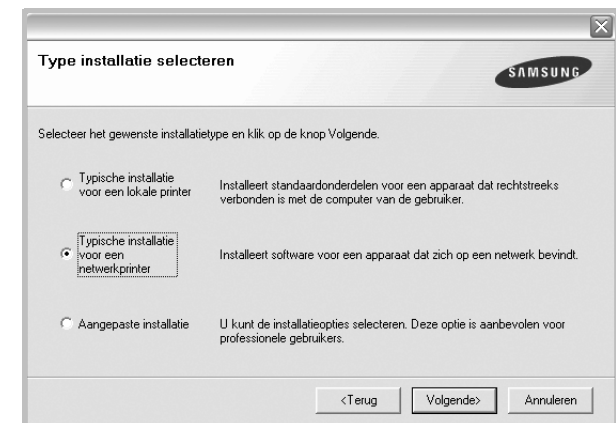 Type installatie selecteren
SAMSUNG
Selecteer het gewenste installatietype en klik op de knop Volgende.
Typische installatie
voor een lokale printer
Installeert standaardonderdelen voor een apparaat dat rechtstreeks
verbonden is met de computer van de gebruiker.
Typische installatie
voor een
netwerkprinter
Installeert software voor een apparaat dat zich op een netwerk bevindt.
Aangepaste installatie
U kunt de installatieopties selecteren. Deze optie is aanbevolen voor
professionele gebruikers.
<Terug
Volgende>
Annuleren